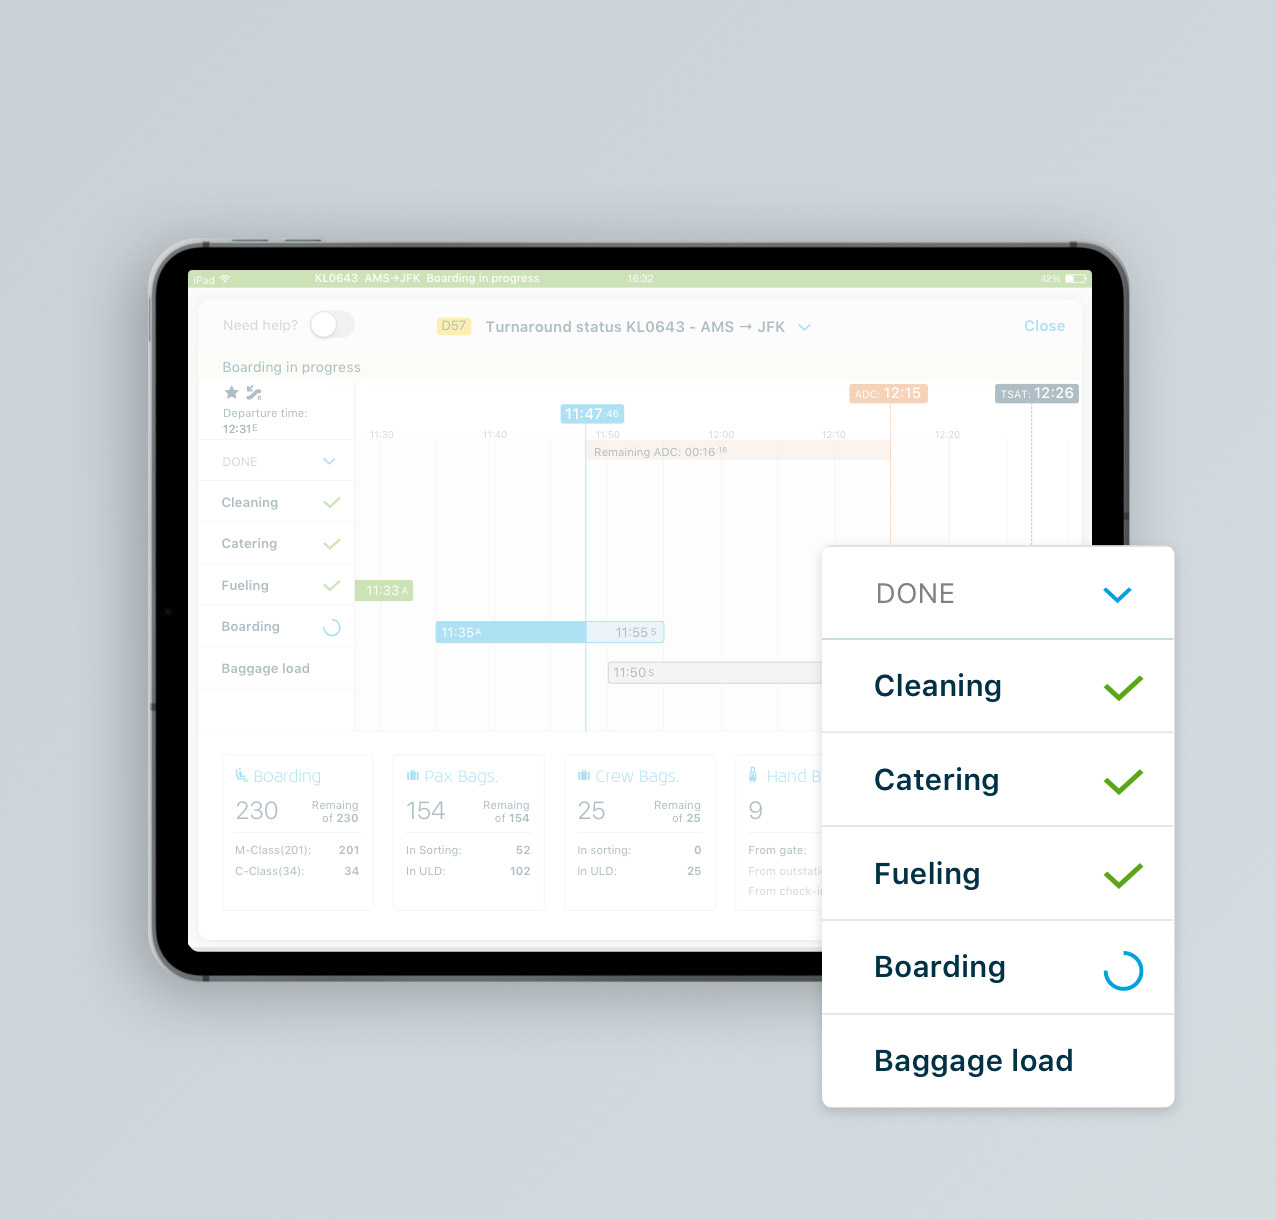 iPad KL0643 AMS→JFK Boarding in progress 16:32 42%
Need help? D57 Turnaround status KL0643 - AMS → JFK Close
Boarding in progress
ADC: 12:15 TSAT: 12:26
Departure time:
12:31 E
11:47:46
11:30 11:40 11:50 12:00 12:10 12:20
Remaining ADC: 00:16:18
DONE
Cleaning
Catering
Fueling 11:33 A
Boarding 11:35 A 11:55 S
Baggage load 11:50 S
Boarding
230 Remaing
of 230
M-Class(201): 201
C-Class(34): 34
Pax Bags.
154 Remaing
of 154
In Sorting: 52
In ULD: 102
Crew Bags.
25 Remaing
of 25
In sorting: 0
In ULD: 25
Hand B
9
From gate:
From outstati
From check-i
DONE
Cleaning
Catering
Fueling
Boarding
Baggage load